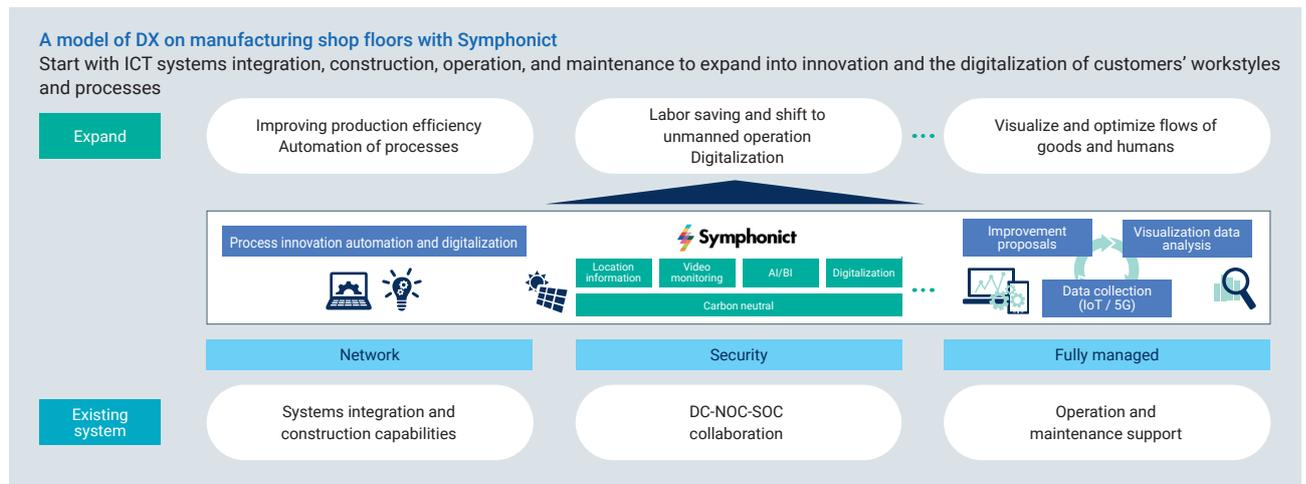 A model of DX on manufacturing shop floors with Symphonict
Start with ICT systems integration, construction, operation, and maintenance to expand into innovation and the digitalization of customers’ workstyles
and processes
Expand
Improving production efficiency
Automation of processes
Labor saving and shift to
unmanned operation
Digitalization
Visualize and optimize flows of
goods and humans
Process innovation automation and digitalization
Symphonict
Location
information
Video
monitoring
AI/BI
Digitalization
Carbon neutral
Improvement
proposals
Visualization data
analysis
Data collection
(IoT / 5G)
Network
Security
Fully managed
Existing
system
Systems integration and
construction capabilities
DC-NOC-SOC
collaboration
Operation and
maintenance support